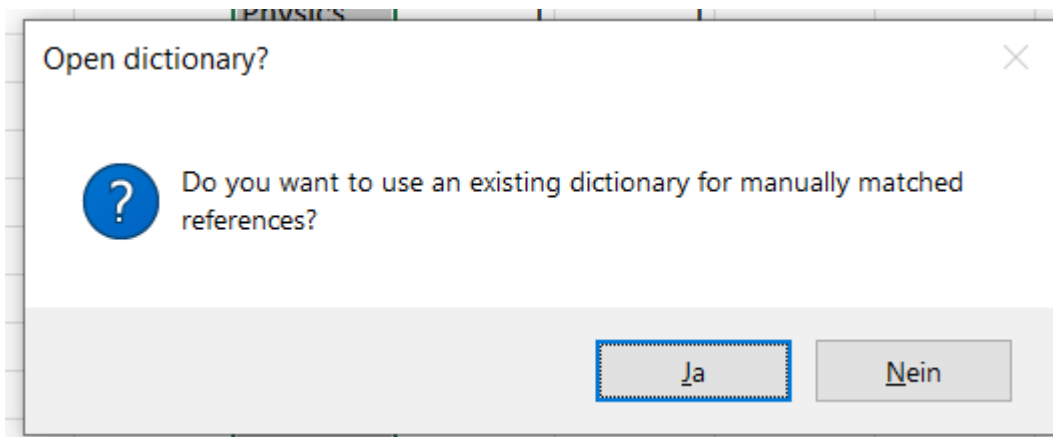 Physics
Open dictionary?
Do you want to use an existing dictionary for manually matched
references?
Ja
Nein